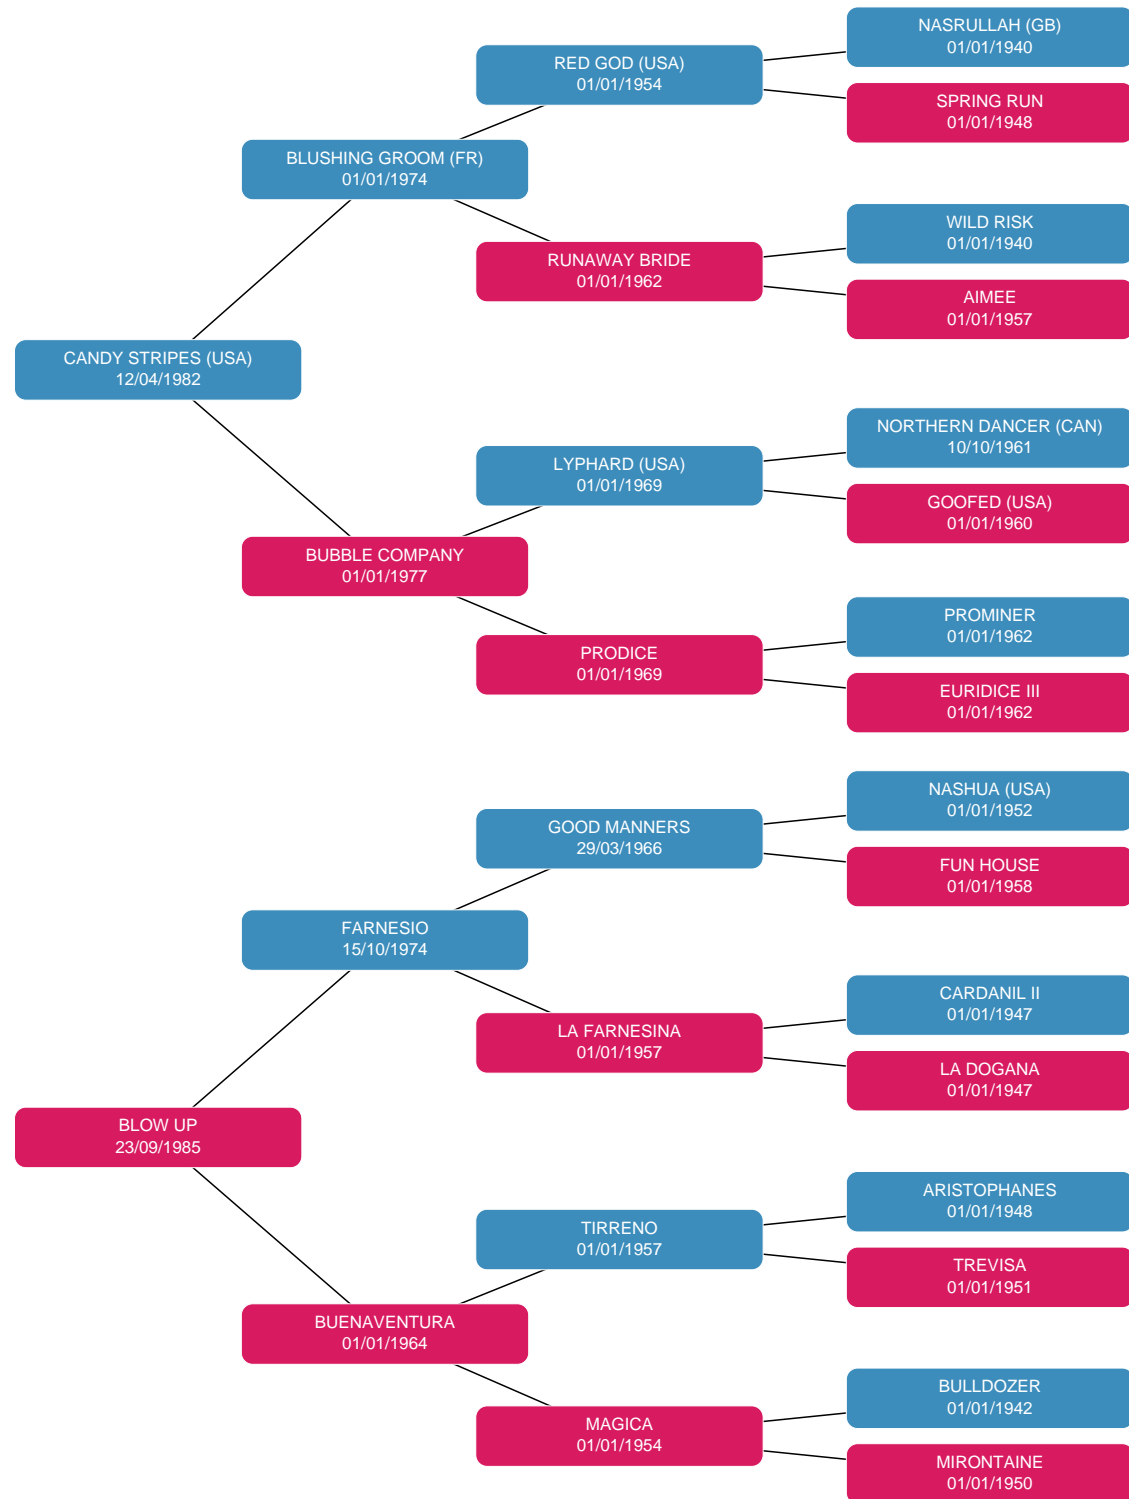 NASRULLAH (GB)
01/01/1940
RED GOD (USA)
01/01/1954
SPRING RUN
01/01/1948
BLUSHING GROOM (FR)
01/01/1974
WILD RISK
01/01/1940
RUNAWAY BRIDE
01/01/1962
AIMEE
01/01/1957
CANDY STRIPES (USA)
12/04/1982
NORTHERN DANCER (CAN)
10/10/1961
LYPHARD (USA)
01/01/1969
GOOFED (USA)
01/01/1960
BUBBLE COMPANY
01/01/1977
PROMINER
01/01/1962
PRODICE
01/01/1969
EURIDICE III
01/01/1962
NASHUA (USA)
01/01/1952
GOOD MANNERS
29/03/1966
FUN HOUSE
01/01/1958
FARNESIO
15/10/1974
CARDANIL II
01/01/1947
LA FARNESINA
01/01/1957
LA DOGANA
01/01/1947
BLOW UP
23/09/1985
ARISTOPHANES
01/01/1948
TIRRENO
01/01/1957
TREVISA
01/01/1951
BUENAVENTURA
01/01/1964
BULLDOZER
01/01/1942
MAGICA
01/01/1954
MIRONTAINE
01/01/1950